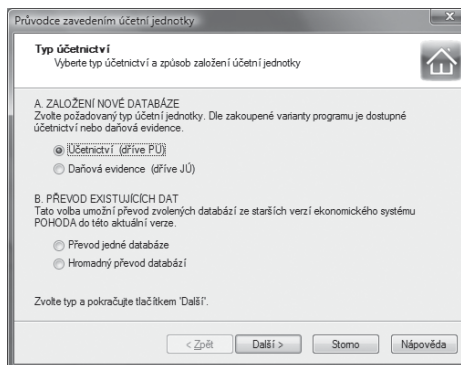 Průvodce zavedením účetní jednotky
Typ účetnictví
Vyberte typ účetnictví a způsob založení účetní jednotky
A. ZALOŽENÍ NOVÉ DATABÁZE
Zvolte požadovaný typ účetní jednotky. Dle zakoupené varianty programu je dostupné
účetnictví nebo daňová evidence.
Účetnictví (dříve PÚ)
Daňová evidence (dříve JÚ)
B. PŘEVOD EXISTUJÍCÍCH DAT
Tato volba umožní převod zvolených databází ze starších verzí ekonomického systému
POHODA do této aktuální verze.
Převod jedné databáze
Hromadný převod databází
Zvolte typ a pokračujte tlačítkem 'Další'.
< Zpět Další > Storno Nápověda